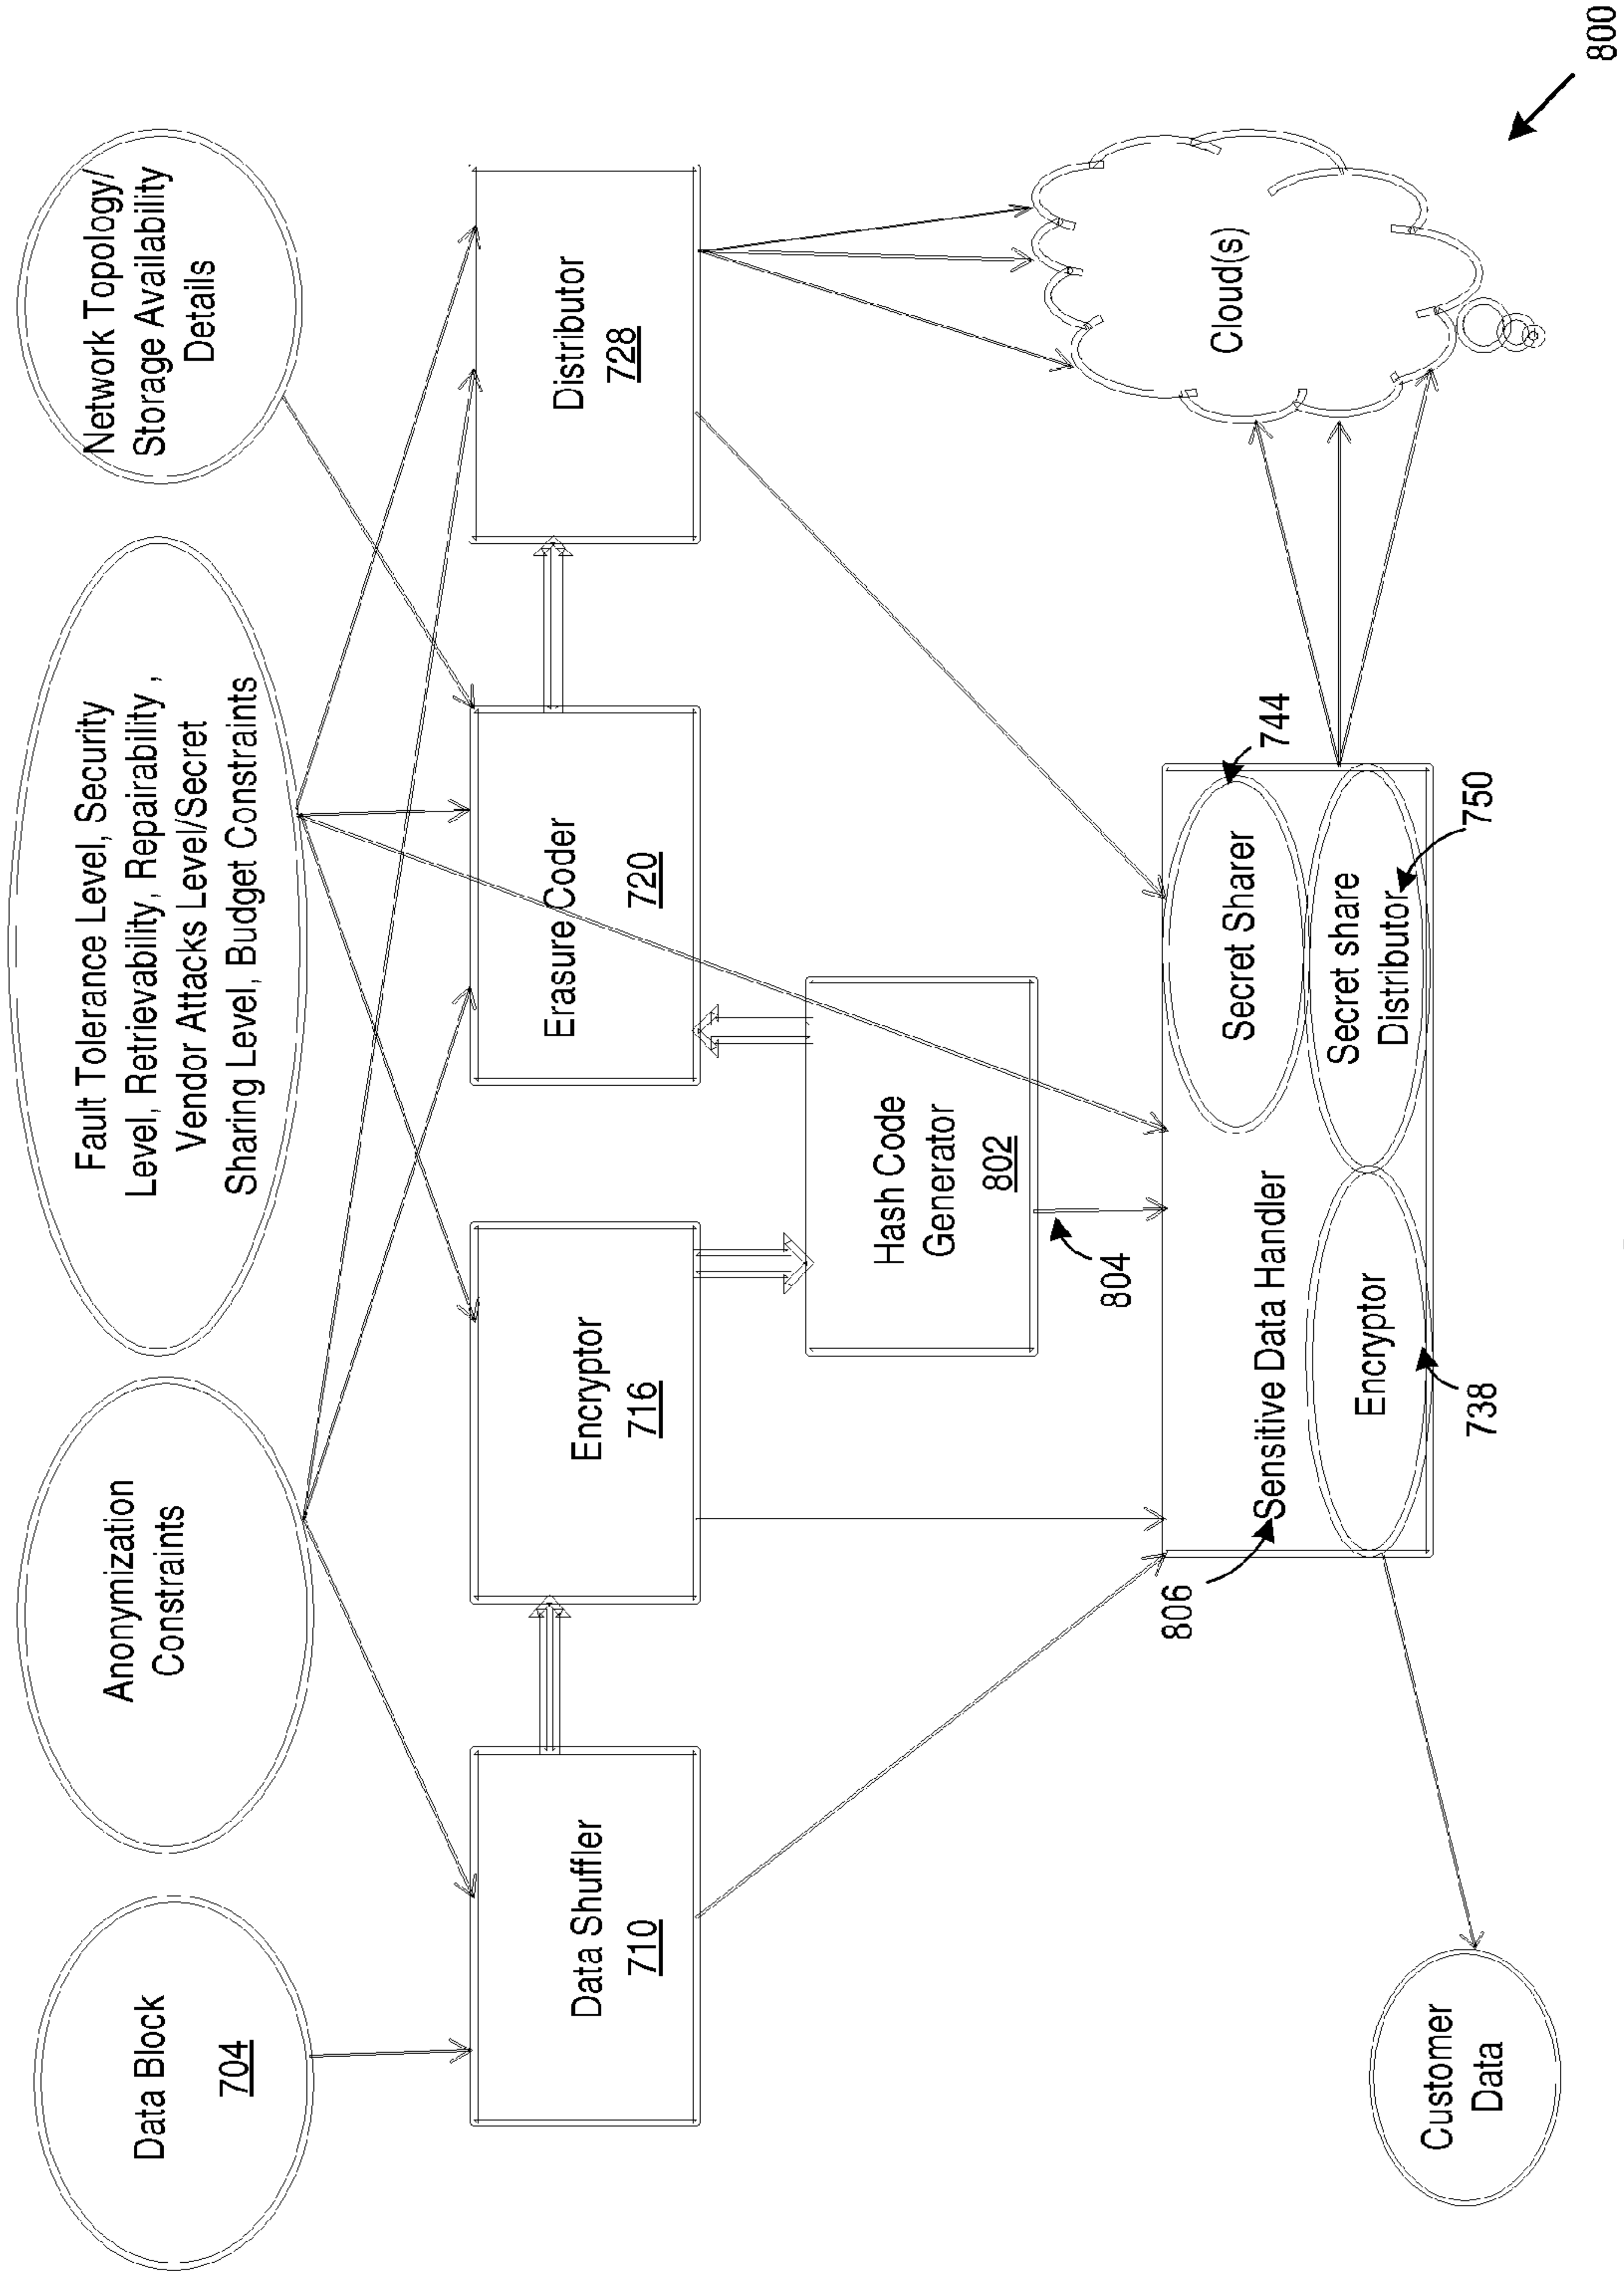 Data Block
704
Anonymization
Constraints
Fault Tolerance Level, Security
Level, Retrievability, Repairability ,
Vendor Attacks Level/Secret
Sharing Level, Budget Constraints
Network Topology/
Storage Availability
Details
Data Shuffler
710
Encryptor
716
Erasure Coder
720
Distributor
728
Hash Code
Generator
802
804
806
Sensitive Data Handler
Encryptor
738
Secret Sharer
744
Secret share
Distributor
750
Cloud(s)
Customer
Data
800